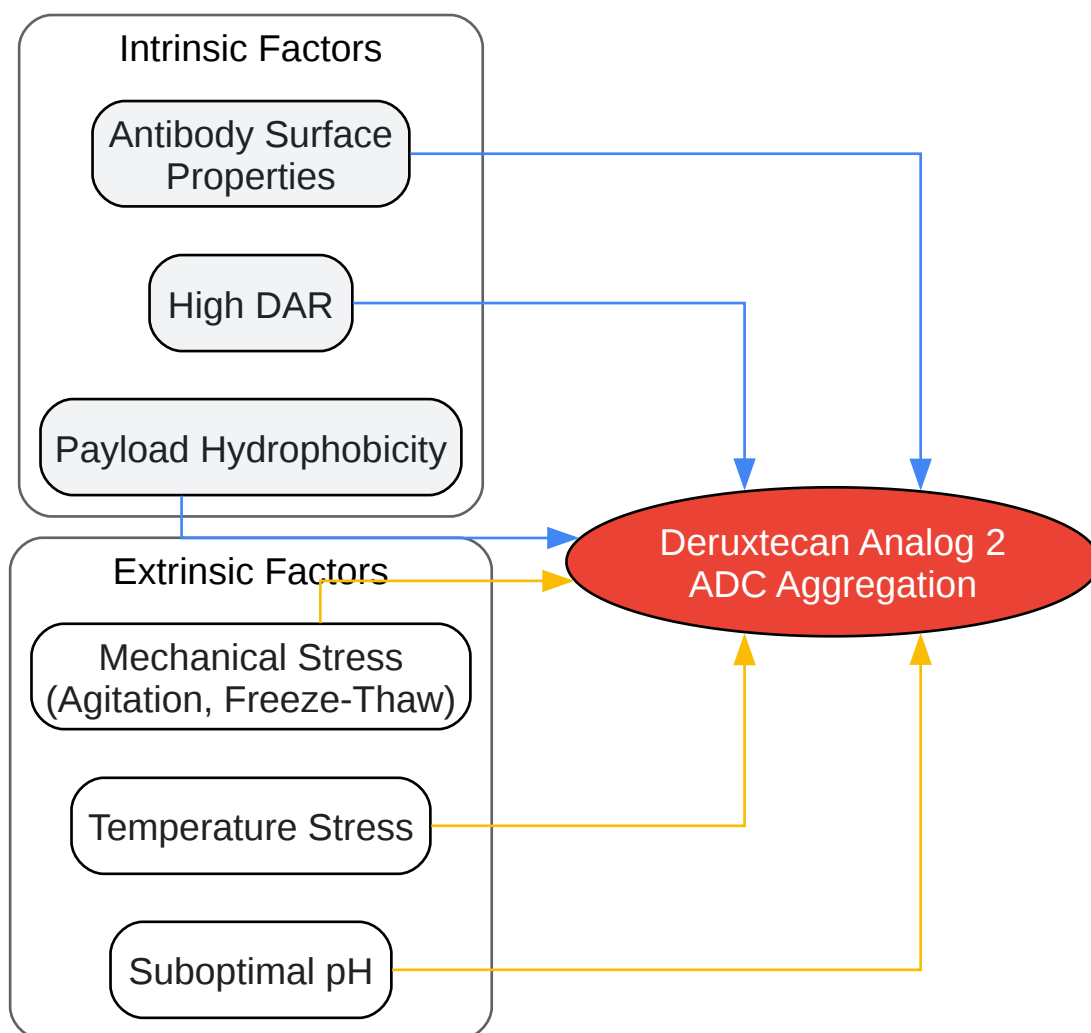 Intrinsic Factors
Antibody Surface
Properties
High DAR
Payload Hydrophobicity
Deruxtecan Analog 2
ADC Aggregation
Extrinsic Factors
Mechanical Stress
(Agitation, Freeze-Thaw)
Temperature Stress
Suboptimal pH